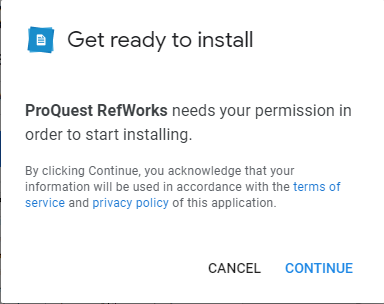 Get ready to install
ProQuest RefWorks needs your permission in
order to start installing.
By clicking Continue, you acknowledge that your
information will be used in accordance with the terms of
service and privacy policy of this application.
CANCEL CONTINUE